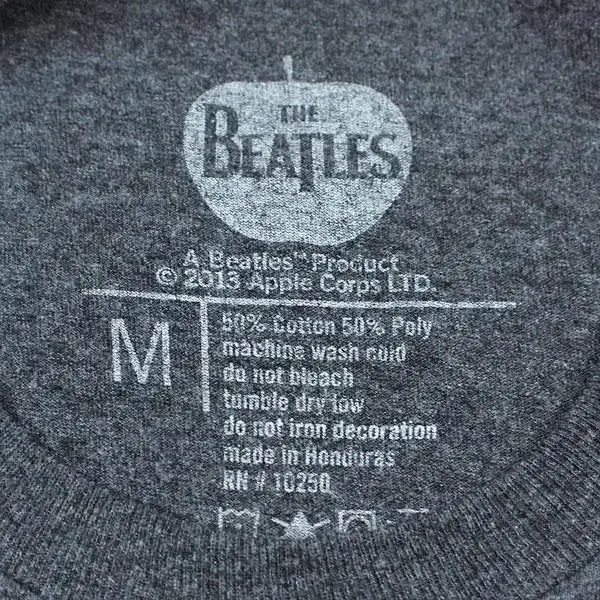 THE
BEATLES
A Beatles™ Product
© 2013 Apple Corps LTD.
M
50% Cotton 50% Poly
machine wash cold
do not bleach
tumble dry low
do not iron decoration
made in Honduras
RN # 10250